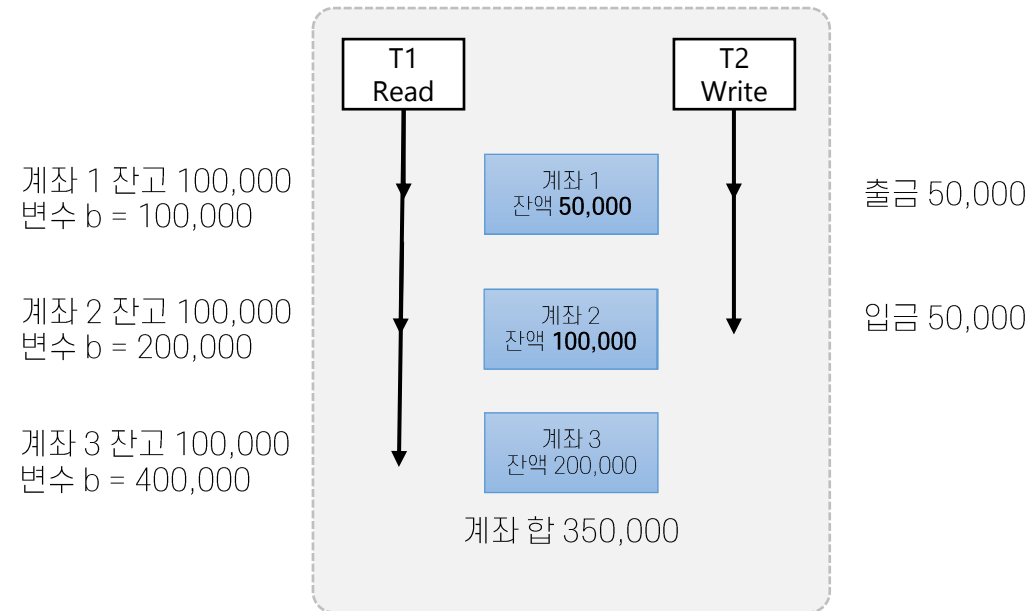 T1
Read
T2
Write
계좌 1 잔고 100,000
변수 b = 100,000
계좌 1
잔액 50,000
출금 50,000
계좌 2 잔고 100,000
변수 b = 200,000
계좌 2
잔액 100,000
입금 50,000
계좌 3 잔고 100,000
변수 b = 400,000
계좌 3
잔액 200,000
계좌 합 350,000